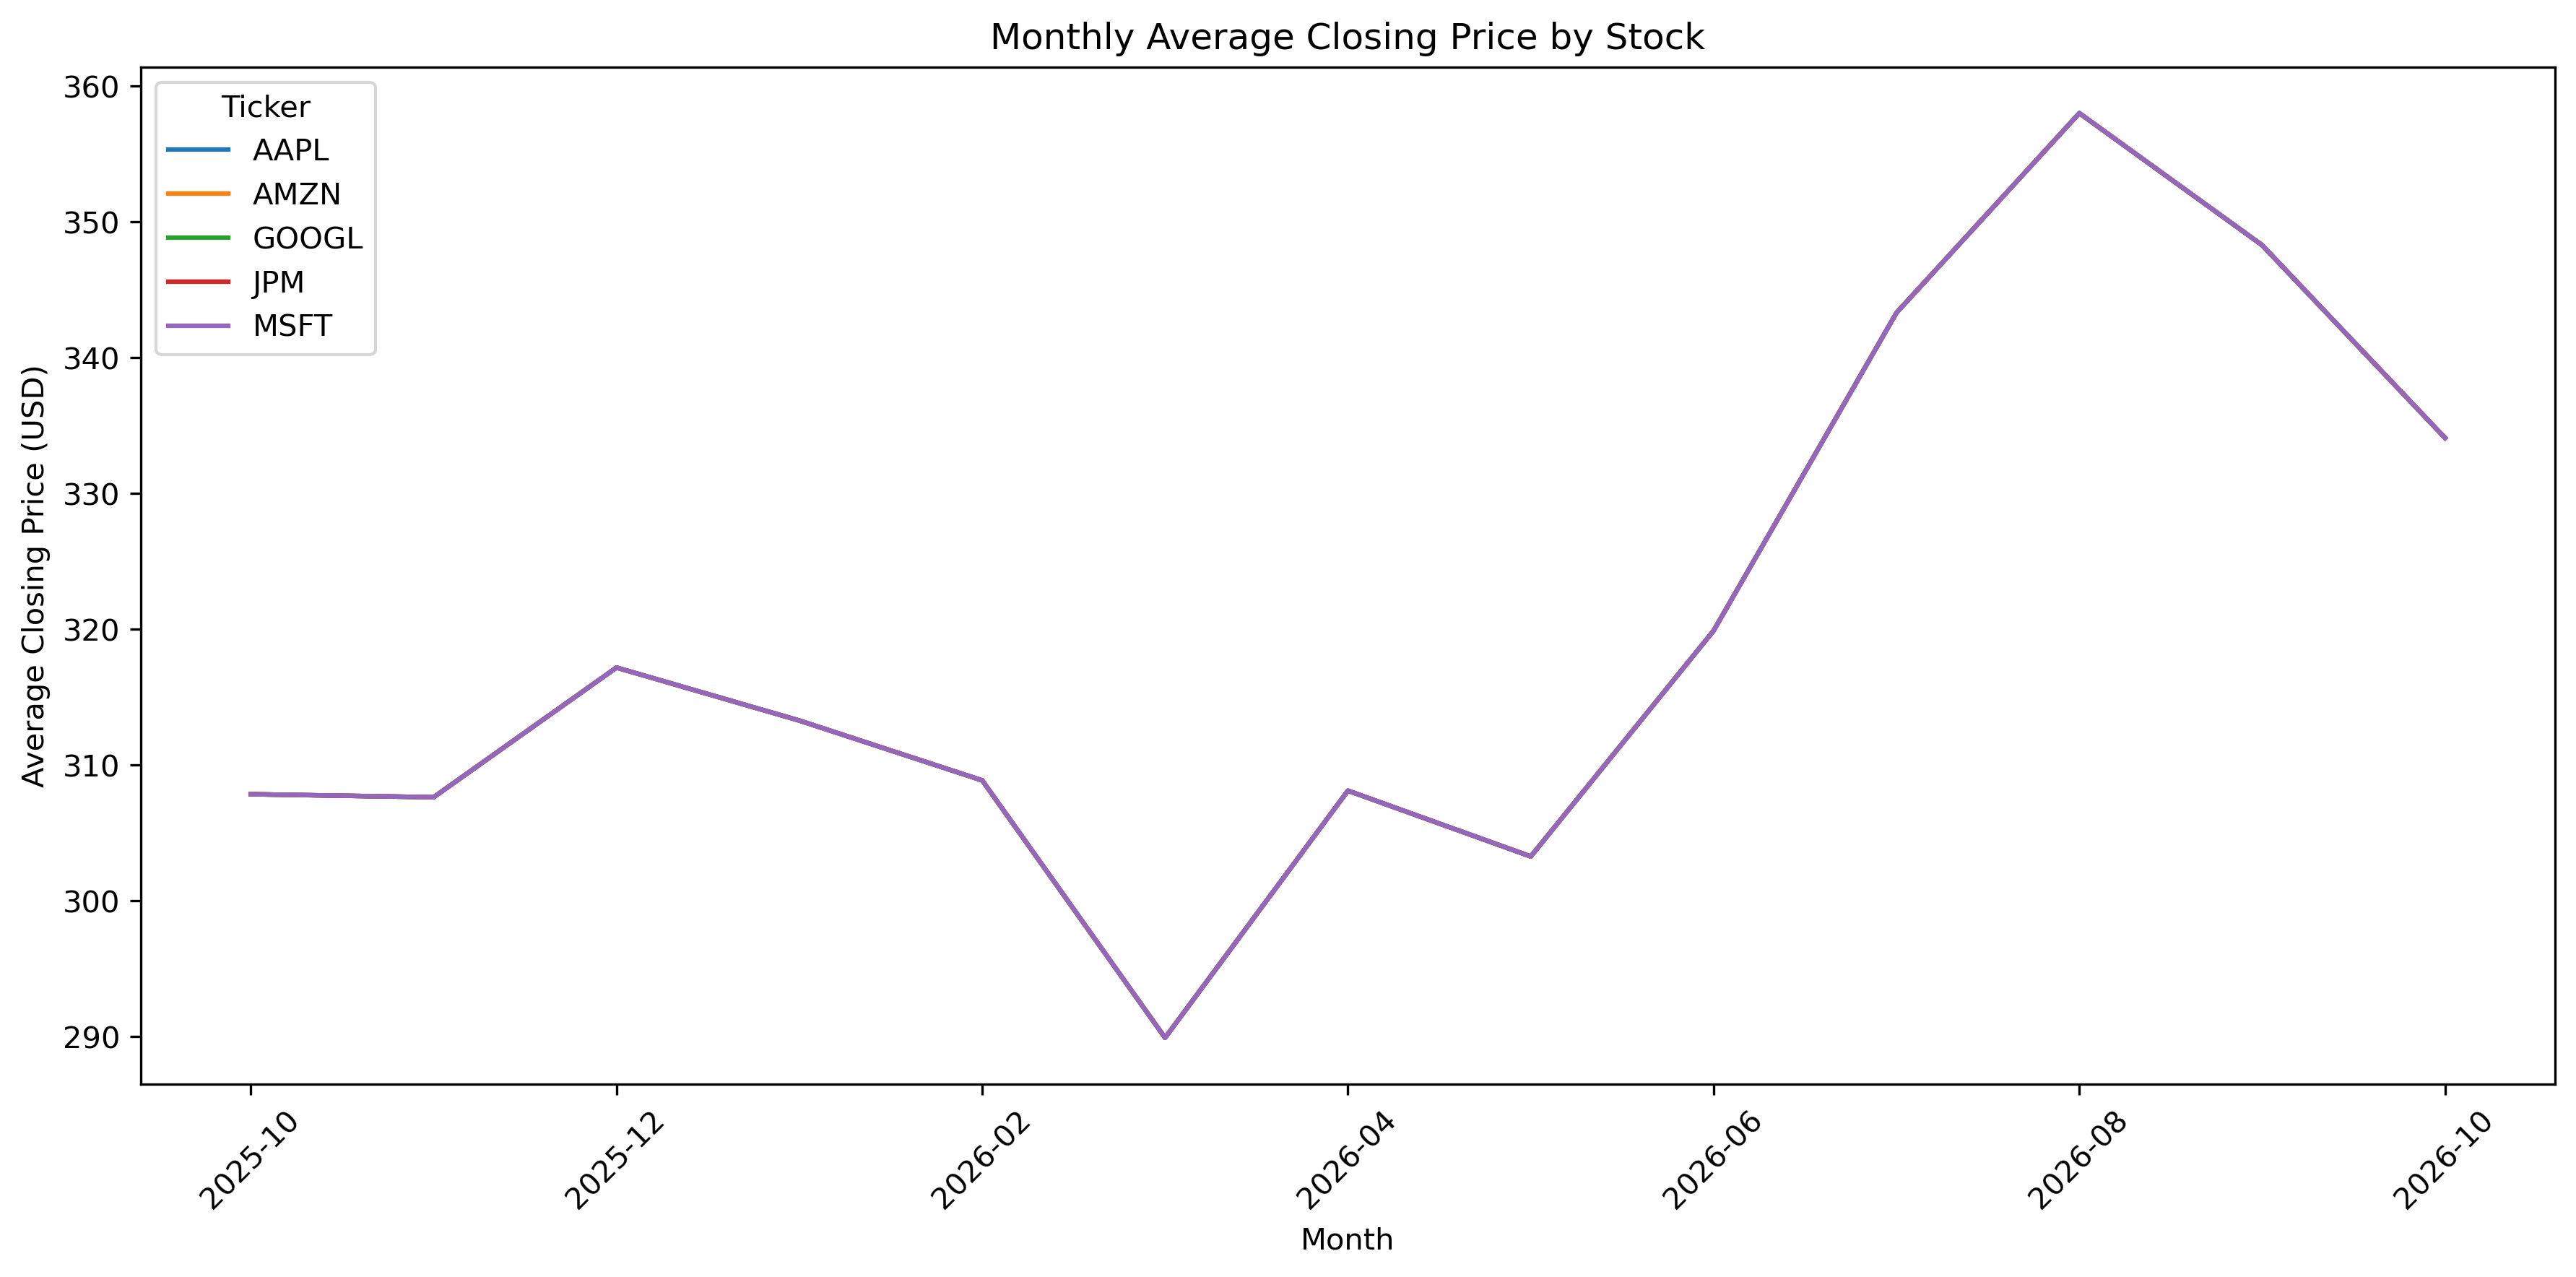 Monthly Average Closing Price by Stock
Ticker
AAPL
AMZN
GOOGL
JPM
MSFT
Average Closing Price (USD)
360
350
340
330
320
310
300
290
2025-10
2025-12
2026-02
2026-04
2026-06
2026-08
2026-10
Month